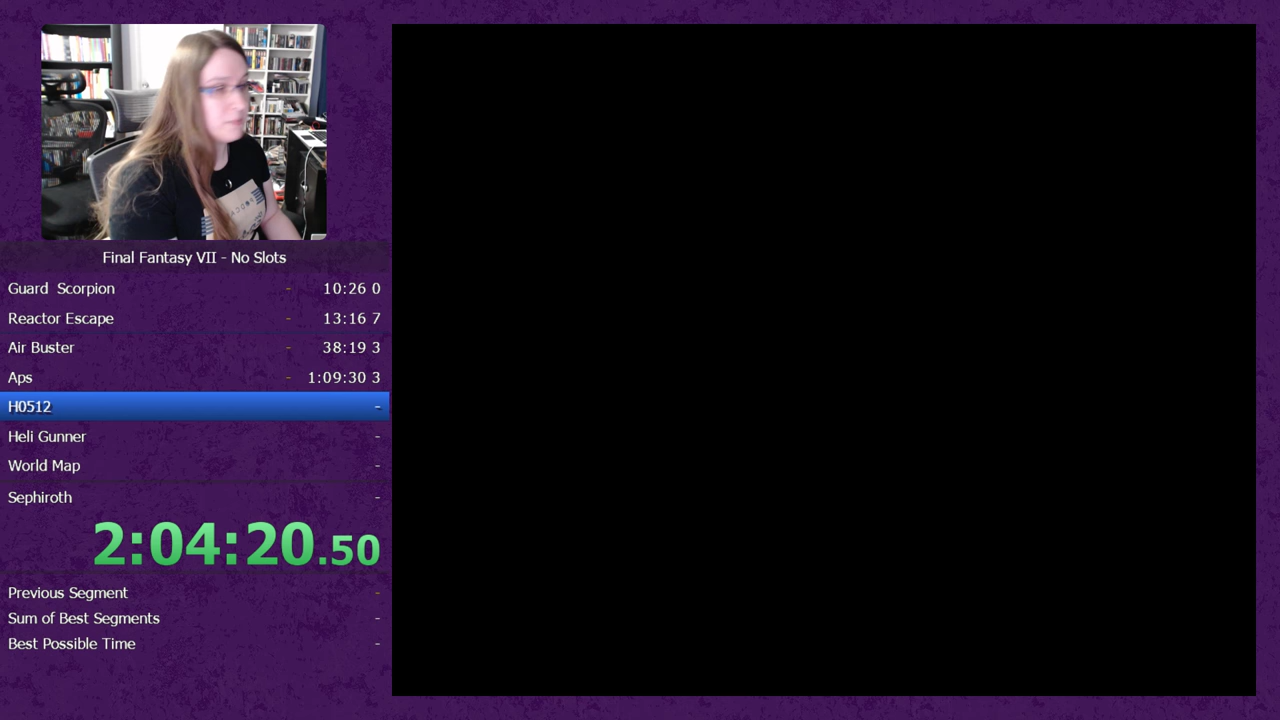 Final Fantasy VII - No Slots
Guard Scorpion - 10:26 0
Reactor Escape - 13:16 7
Air Buster - 38:19 3
Aps - 1:09:30 3
H0512 -
Heli Gunner -
World Map -
Sephiroth -
2:04:20.50
Previous Segment -
Sum of Best Segments -
Best Possible Time -